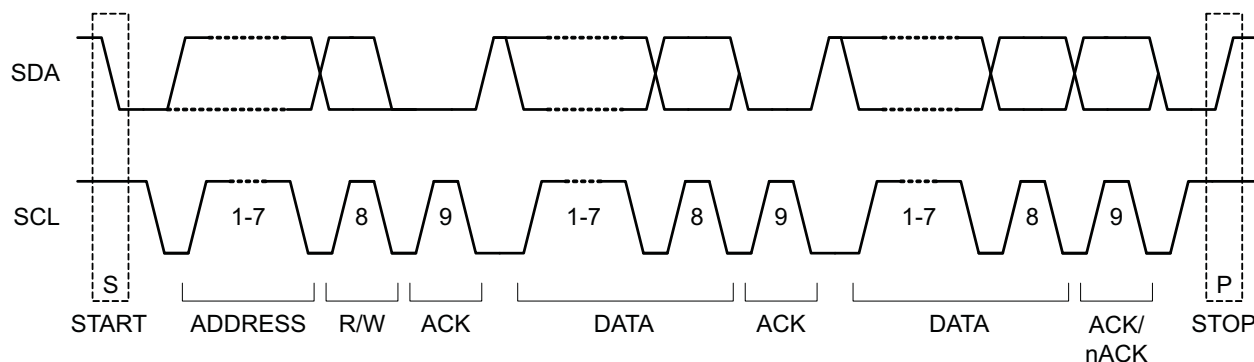 SDA
SCL
1-7
8
9
1-7
8
9
1-7
8
9
S
P
START
ADDRESS
R/W
ACK
DATA
ACK
DATA
ACK/
nACK
STOP